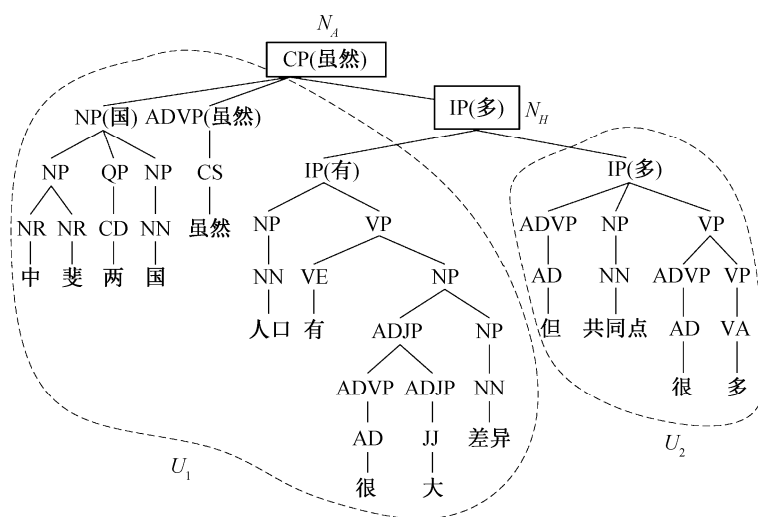 N_A
CP(虽然)
NP(国) ADVP(虽然) IP(多) N_H
NP QP NP CS IP(有) IP(多)
NR NR CD NN 虽然 NP VP ADVP NP VP
中 斐 两 国 NN VE NP AD NN ADVP VP
人口 有 ADJP NP 但 共同点 AD VA
ADVP ADJP NN 很 多
AD JJ 差异 U_2
U_1 很 大